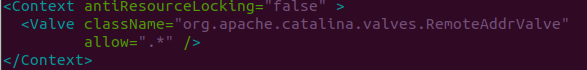 <Context antiResourceLocking="false" >
  <Valve className="org.apache.catalina.valves.RemoteAddrValve"
         allow=".*" />
</Context>